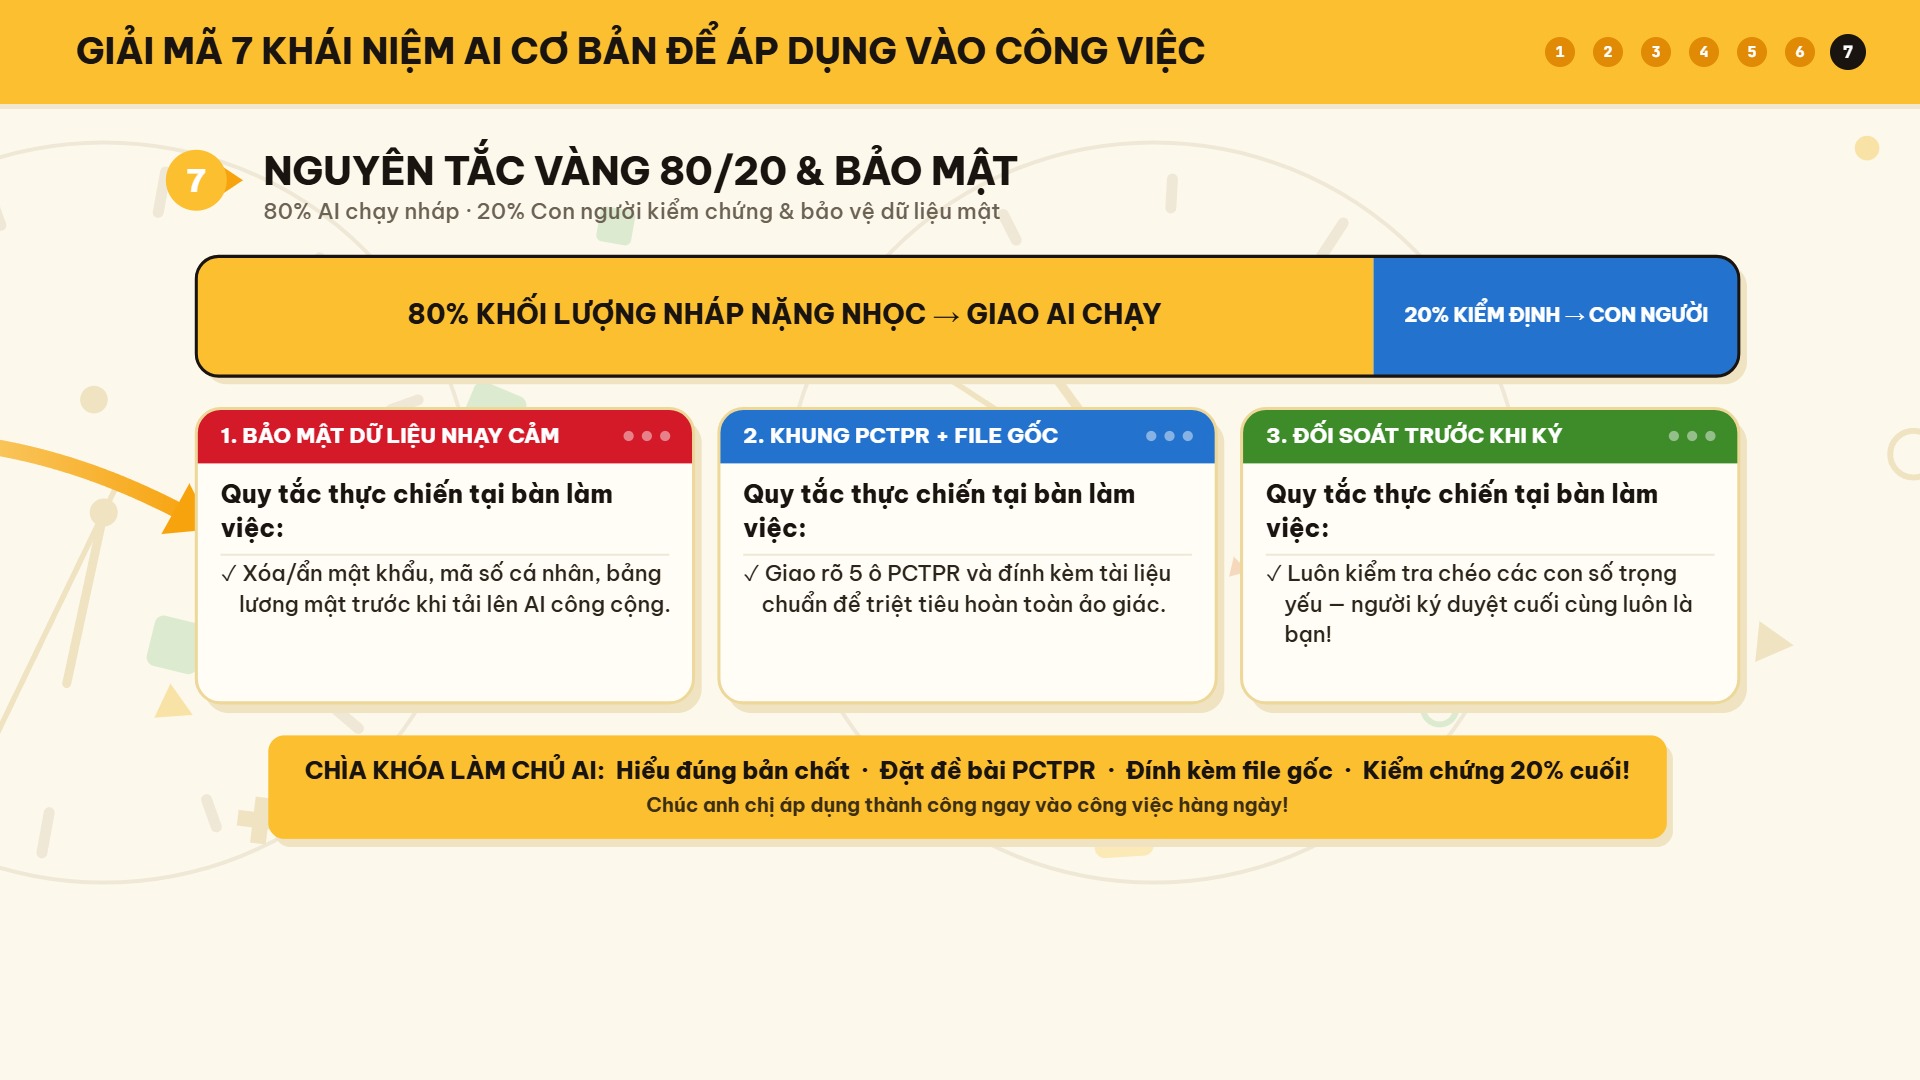 GIẢI MÃ 7 KHÁI NIỆM AI CƠ BẢN ĐỂ ÁP DỤNG VÀO CÔNG VIỆC
1 2 3 4 5 6 7
7
NGUYÊN TẮC VÀNG 80/20 & BẢO MẬT
80% AI chạy nháp · 20% Con người kiểm chứng & bảo vệ dữ liệu mật
80% KHỐI LƯỢNG NHÁP NẶNG NHỌC → GIAO AI CHẠY
20% KIỂM ĐỊNH → CON NGƯỜI
1. BẢO MẬT DỮ LIỆU NHẠY CẢM
Quy tắc thực chiến tại bàn làm
việc:
✓ Xóa/ẩn mật khẩu, mã số cá nhân, bảng
lương mật trước khi tải lên AI công cộng.
2. KHUNG PCTPR + FILE GỐC
Quy tắc thực chiến tại bàn làm
việc:
✓ Giao rõ 5 ô PCTPR và đính kèm tài liệu
chuẩn để triệt tiêu hoàn toàn ảo giác.
3. ĐỐI SOÁT TRƯỚC KHI KÝ
Quy tắc thực chiến tại bàn làm
việc:
✓ Luôn kiểm tra chéo các con số trọng
yếu — người ký duyệt cuối cùng luôn là
bạn!
CHÌA KHÓA LÀM CHỦ AI: Hiểu đúng bản chất · Đặt đề bài PCTPR · Đính kèm file gốc · Kiểm chứng 20% cuối!
Chúc anh chị áp dụng thành công ngay vào công việc hàng ngày!